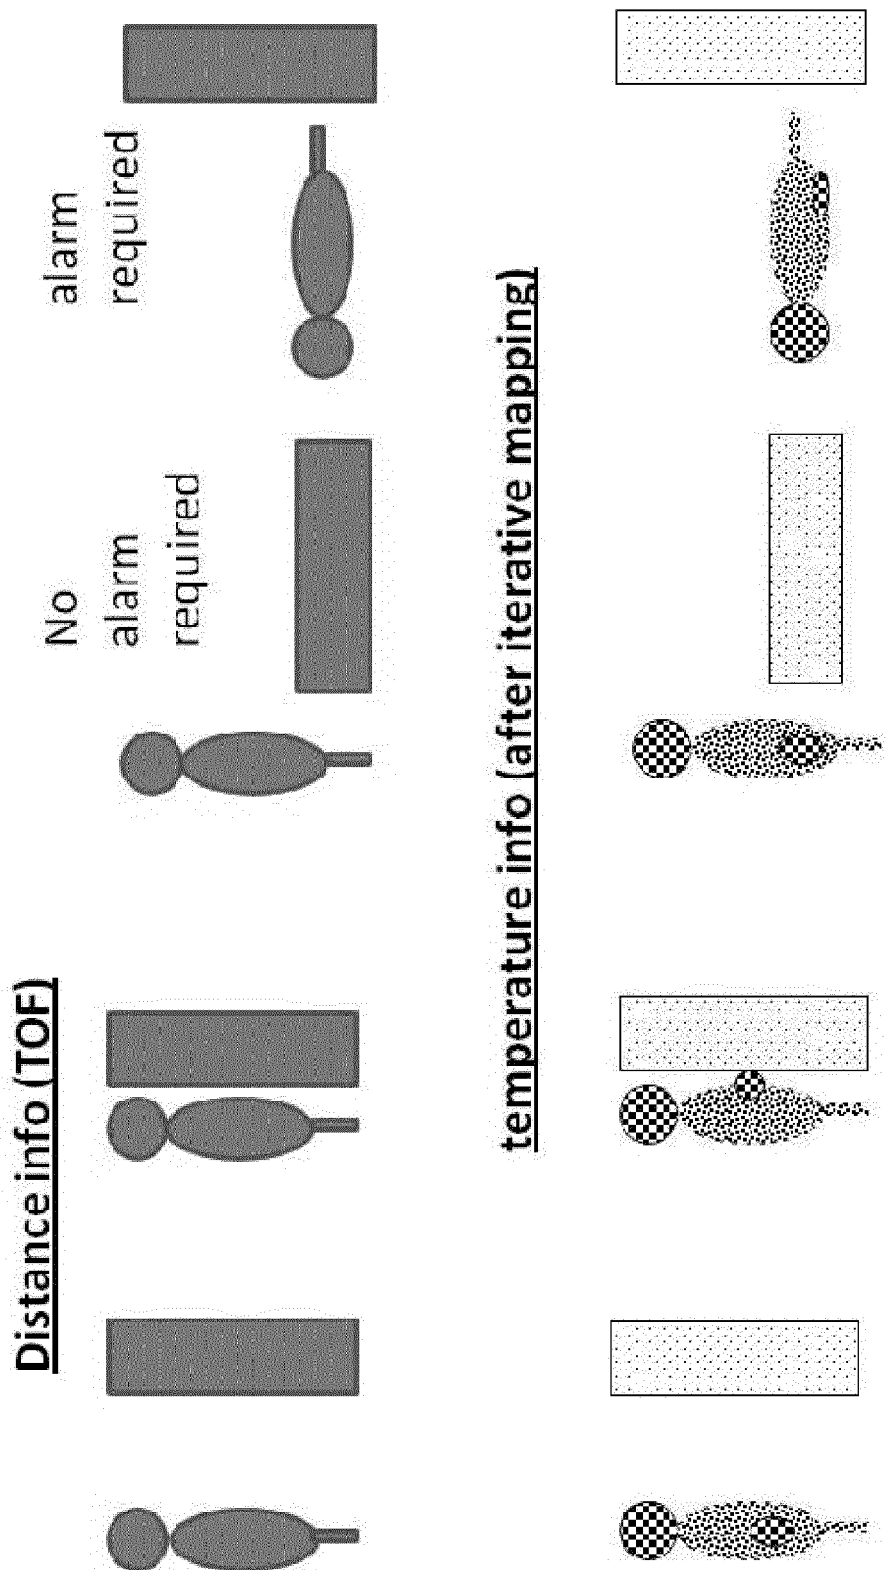 Distance info (TOF)
No
alarm
required
alarm
required
temperature info (after iterative mapping)